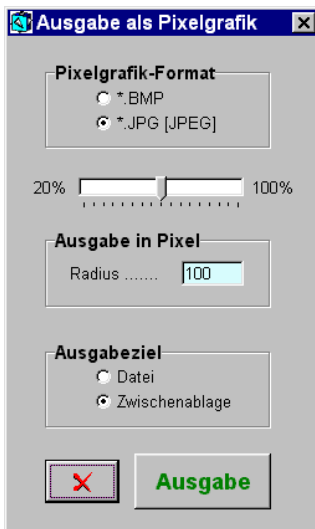 Ausgabe als Pixelgrafik
Pixelgrafik-Format
*.BMP
*.JPG [JPEG]
20% 100%
Ausgabe in Pixel
Radius ....... 100
Ausgabeziel
Datei
Zwischenablage
Ausgabe